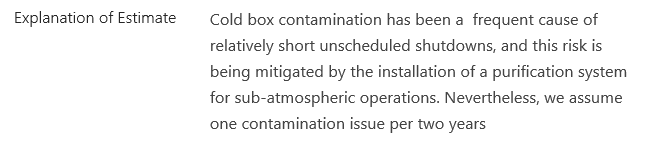 Explanation of Estimate
Cold box contamination has been a  frequent cause of
relatively short unscheduled shutdowns, and this risk is
being mitigated by the installation of a purification system
for sub-atmospheric operations. Nevertheless, we assume
one contamination issue per two years